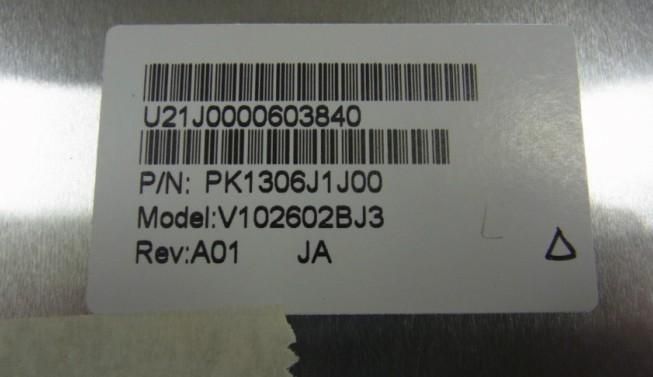 U21J0000603840
P/N: PK1306J1J00
Model:V102602BJ3
Rev:A01 JA
L